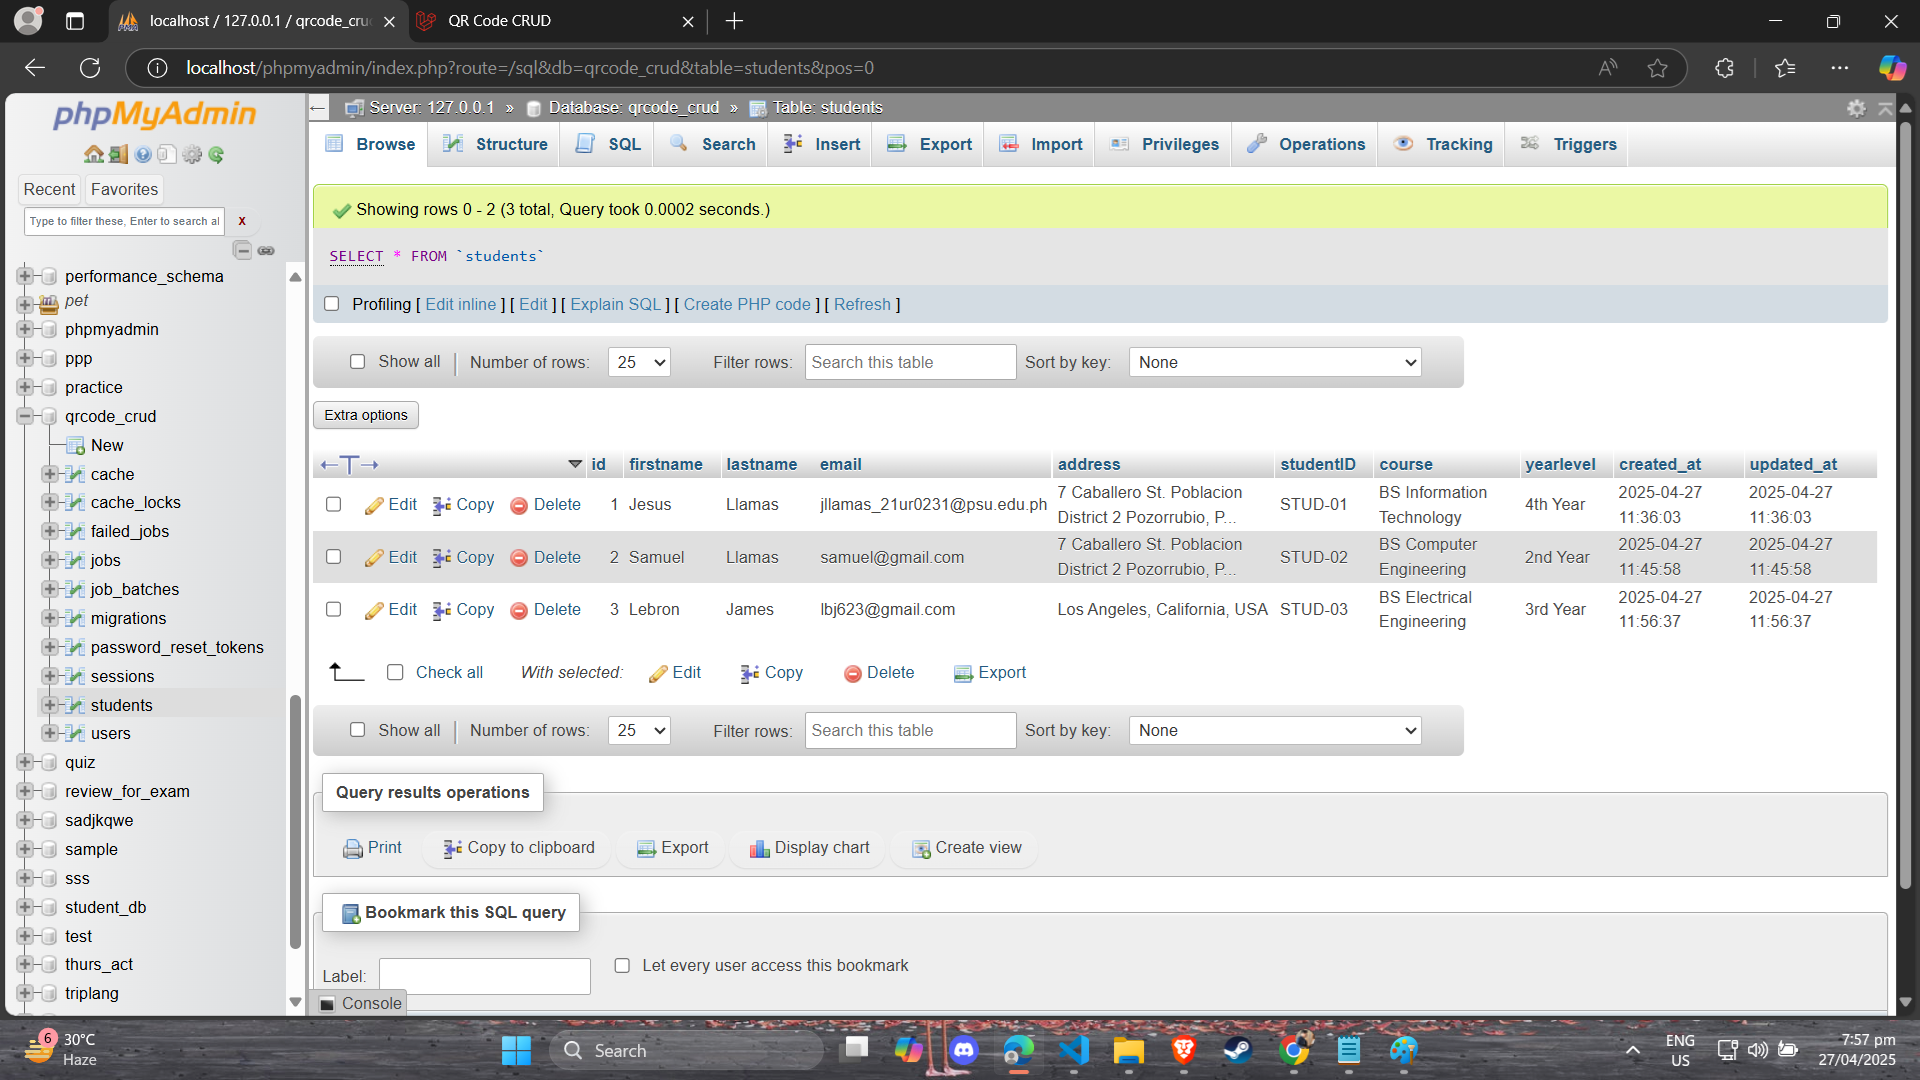 localhost / 127.0.0.1 / qrcode_cru
QR Code CRUD
localhost/phpmyadmin/index.php?route=/sql&db=qrcode_crud&table=students&pos=0
phpMyAdmin
Recent
Favorites
Type to filter these, Enter to search al
X
performance_schema
pet
phpmyadmin
ppp
practice
qrcode_crud
New
cache
cache_locks
failed_jobs
jobs
job_batches
migrations
password_reset_tokens
sessions
students
users
quiz
review_for_exam
sadjkqwe
sample
sss
student_db
test
thurs_act
triplang
Server: 127.0.0.1 » Database: qrcode_crud » Table: students
Browse Structure SQL Search Insert Export Import Privileges Operations Tracking Triggers
Showing rows 0 - 2 (3 total, Query took 0.0002 seconds.)
SELECT * FROM `students`
Profiling [ Edit inline ] [ Edit ] [ Explain SQL ] [ Create PHP code ] [ Refresh ]
Show all Number of rows: 25 Filter rows: Search this table Sort by key: None
Extra options
id firstname lastname email address studentID course yearlevel created_at updated_at
Edit Copy Delete 1 Jesus Llamas jllamas_21ur0231@psu.edu.ph 7 Caballero St. Poblacion District 2 Pozorrubio, P... STUD-01 BS Information Technology 4th Year 2025-04-27 11:36:03 2025-04-27 11:36:03
Edit Copy Delete 2 Samuel Llamas samuel@gmail.com 7 Caballero St. Poblacion District 2 Pozorrubio, P... STUD-02 BS Computer Engineering 2nd Year 2025-04-27 11:45:58 2025-04-27 11:45:58
Edit Copy Delete 3 Lebron James lbj623@gmail.com Los Angeles, California, USA STUD-03 BS Electrical Engineering 3rd Year 2025-04-27 11:56:37 2025-04-27 11:56:37
Check all With selected: Edit Copy Delete Export
Show all Number of rows: 25 Filter rows: Search this table Sort by key: None
Query results operations
Print Copy to clipboard Export Display chart Create view
Bookmark this SQL query
Label: Let every user access this bookmark
Console
6
30°C
Haze
Search
ENG
US
7:57 pm
27/04/2025